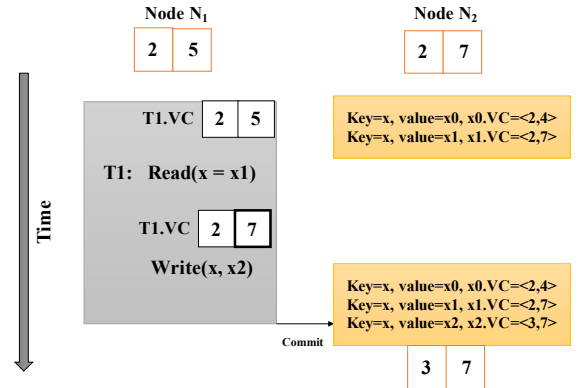 Node N₁
Node N₂
2 5
2 7
T1.VC 2 5
Key=x, value=x0, x0.VC=<2,4>
Key=x, value=x1, x1.VC=<2,7>
T1: Read(x = x1)
Time
T1.VC 2 7
Write(x, x2)
Key=x, value=x0, x0.VC=<2,4>
Key=x, value=x1, x1.VC=<2,7>
Key=x, value=x2, x2.VC=<3,7>
Commit
3 7